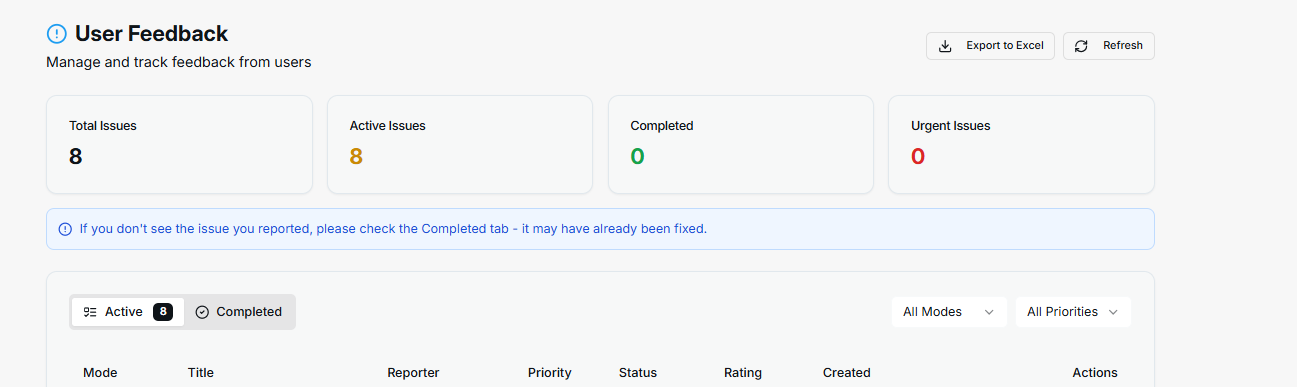 User Feedback
Manage and track feedback from users
Export to Excel
Refresh
Total Issues
8
Active Issues
8
Completed
0
Urgent Issues
0
If you don't see the issue you reported, please check the Completed tab - it may have already been fixed.
Active 8 Completed
All Modes
All Priorities
Mode Title Reporter Priority Status Rating Created Actions